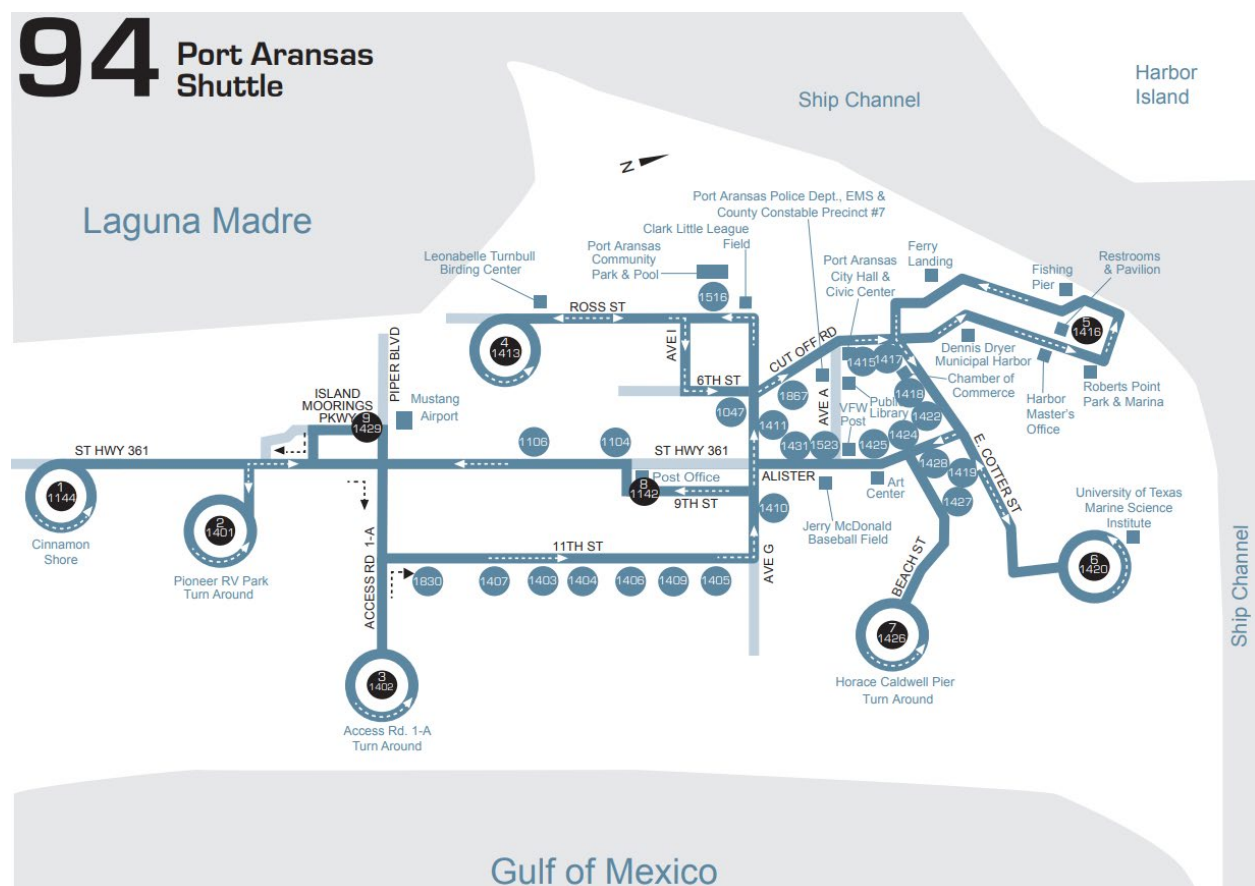 94 Port Aransas
Shuttle
Harbor
Island
Ship Channel
N
Laguna Madre
Port Aransas Police Dept., EMS &
County Constable Precinct #7
Clark Little League
Field
Port Aransas
Community
Park & Pool
Leonabelle Turnbull
Birding Center
Port Aransas
City Hall &
Civic Center
Ferry
Landing
Fishing
Pier
Restrooms
& Pavilion
1516
ROSS ST
4
1413
AVE I
6TH ST
CUT OFF RD
5
1416
Dennis Dryer
Municipal Harbor
Chamber of
Commerce
Harbor
Master's
Office
Roberts Point
Park & Marina
PIPER BLVD
ISLAND
MOORINGS
PKWY
9
1429
Mustang
Airport
1047
1867
1411
1431
1523
AVE A
1415
1417
Public
Library
VFW
Post
1418
1422
1424
1425
1428
1419
1427
E COTTER ST
ST HWY 361
1106
1104
ST HWY 361
ALISTER
Post Office
8
1142
9TH ST
1410
Art
Center
Jerry McDonald
Baseball Field
University of Texas
Marine Science
Institute
1
1144
Cinnamon
Shore
2
1401
Pioneer RV Park
Turn Around
ACCESS RD 1-A
11TH ST
AVE G
1830
1407
1403
1404
1406
1409
1405
BEACH ST
6
1420
7
1426
Horace Caldwell Pier
Turn Around
3
1402
Access Rd. 1-A
Turn Around
Ship Channel
Gulf of Mexico